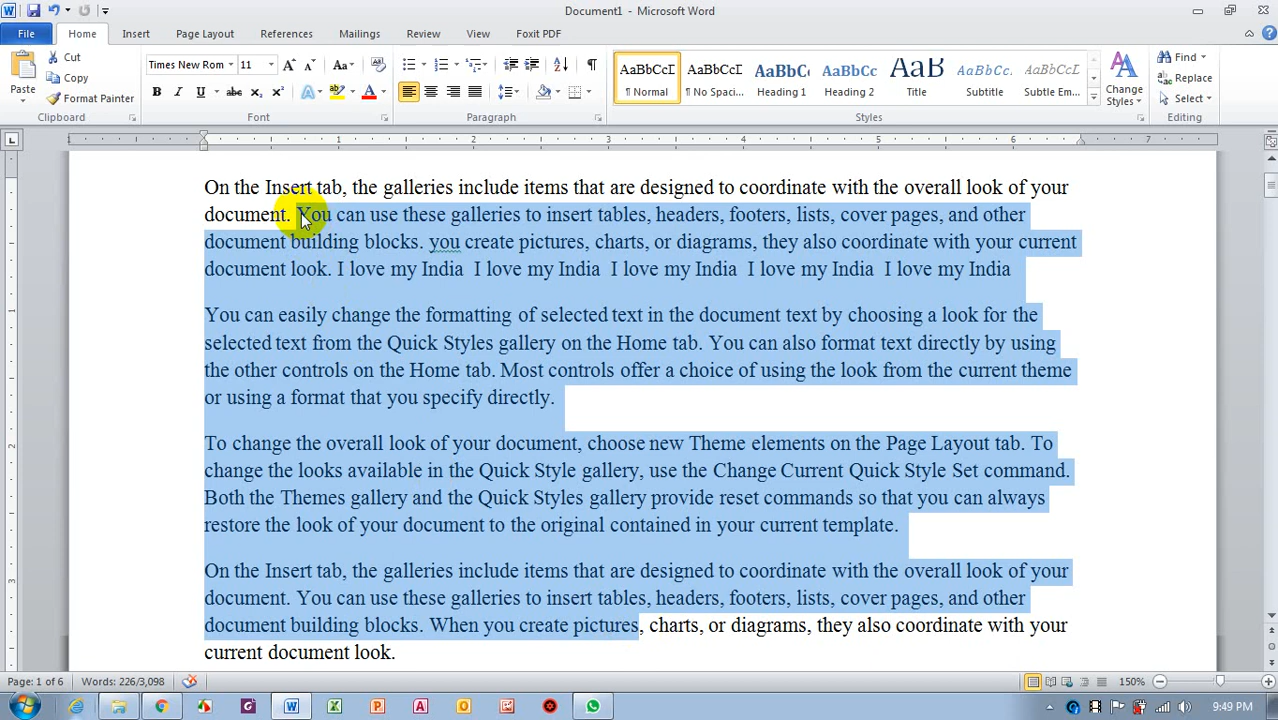 Document1 - Microsoft Word
File Home Insert Page Layout References Mailings Review View Foxit PDF
Paste Cut Copy Format Painter Clipboard
Times New Rom 11 Font
Paragraph
AaBbCcI ¶ Normal AaBbCcI ¶ No Spaci... AaBbC Heading 1 AaBbCc Heading 2 AaB Title AaBbCcI Subtitle AaBbCcI Subtle Em...
Change Styles Styles
Find Replace Select Editing
1 1 2 3 4 5 6 7
On the Insert tab, the galleries include items that are designed to coordinate with the overall look of your
document. You can use these galleries to insert tables, headers, footers, lists, cover pages, and other
document building blocks. you create pictures, charts, or diagrams, they also coordinate with your current
document look. I love my India I love my India I love my India I love my India I love my India
You can easily change the formatting of selected text in the document text by choosing a look for the
selected text from the Quick Styles gallery on the Home tab. You can also format text directly by using
the other controls on the Home tab. Most controls offer a choice of using the look from the current theme
or using a format that you specify directly.
To change the overall look of your document, choose new Theme elements on the Page Layout tab. To
change the looks available in the Quick Style gallery, use the Change Current Quick Style Set command.
Both the Themes gallery and the Quick Styles gallery provide reset commands so that you can always
restore the look of your document to the original contained in your current template.
On the Insert tab, the galleries include items that are designed to coordinate with the overall look of your
document. You can use these galleries to insert tables, headers, footers, lists, cover pages, and other
document building blocks. When you create pictures, charts, or diagrams, they also coordinate with your
current document look.
Page: 1 of 6 Words: 226/3,098 150%
9:49 PM